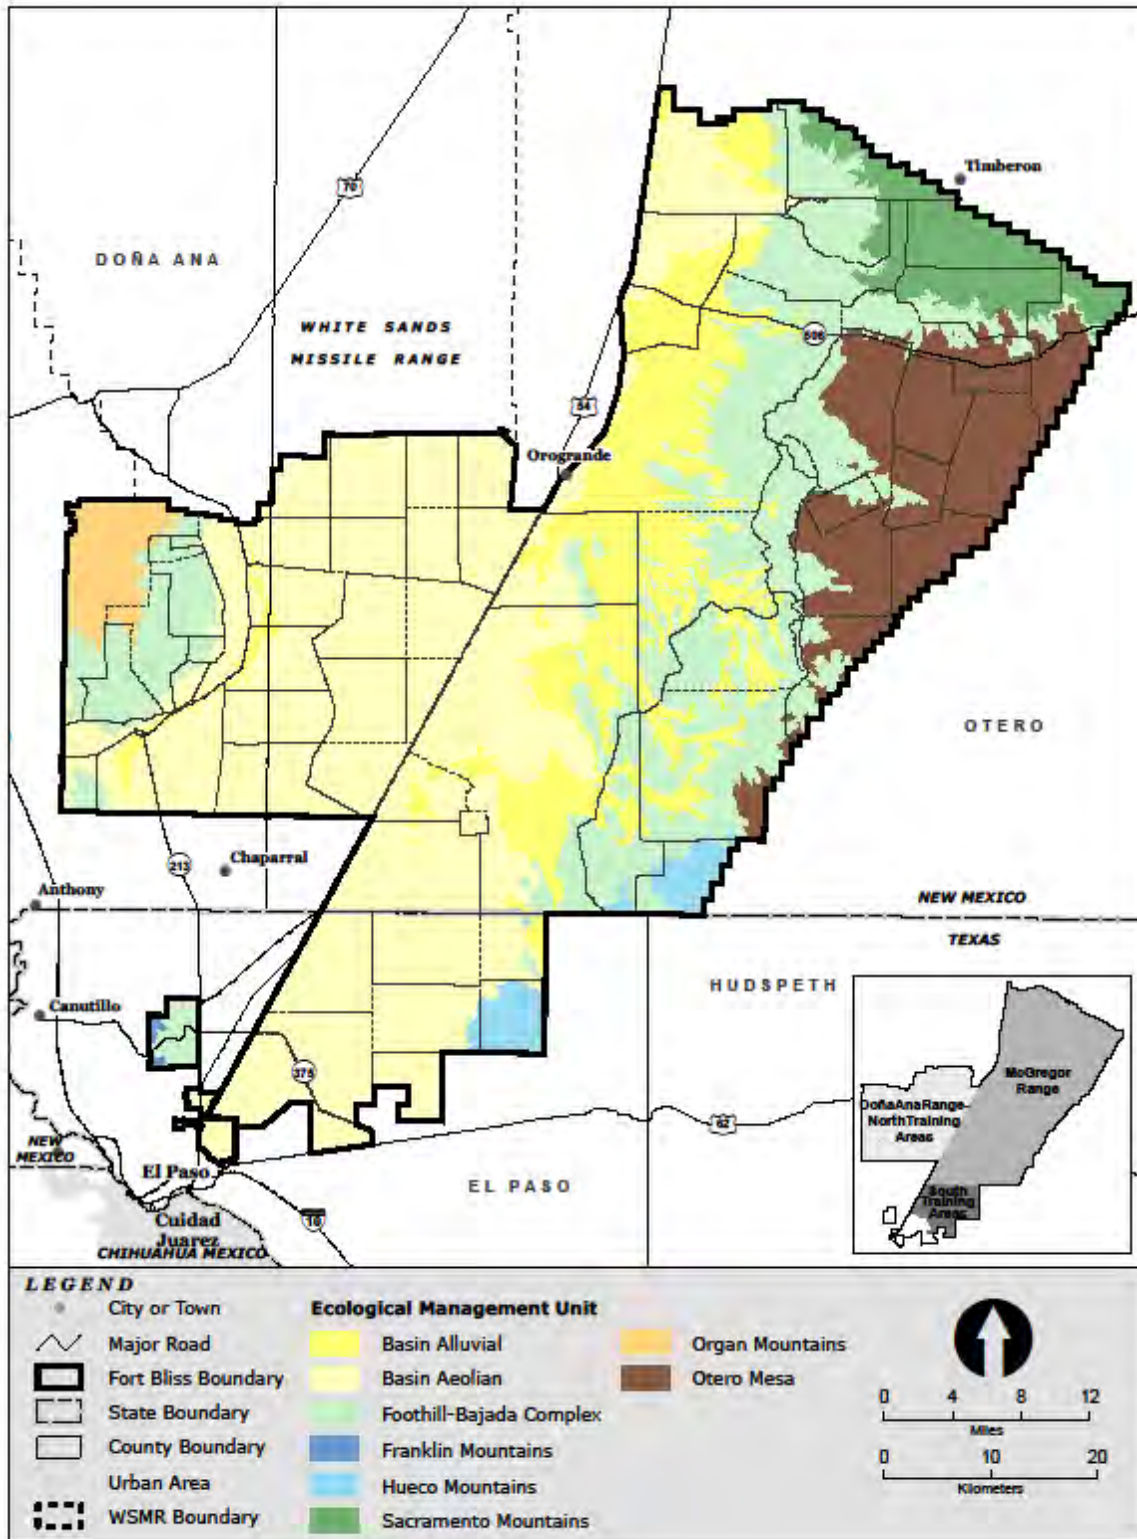 Timberon
70
DOÑA ANA
WHITE SANDS
MISSILE RANGE
506
54
Orogrande
OTERO
213
Chaparral
Anthony
NEW MEXICO
TEXAS
HUDSPETH
Canutillo
375
62
NEW
MEXICO
El Paso
EL PASO
10
Cuidad
Juarez
CHIHUAHUA MEXICO
McGregor
Range
DoñaAnaRange-
NorthTraining
Areas
South
Training
Areas
LEGEND
City or Town
Major Road
Fort Bliss Boundary
State Boundary
County Boundary
Urban Area
WSMR Boundary
Ecological Management Unit
Basin Alluvial
Basin Aeolian
Foothill-Bajada Complex
Franklin Mountains
Hueco Mountains
Sacramento Mountains
Organ Mountains
Otero Mesa
0 4 8 12
Miles
0 10 20
Kilometers